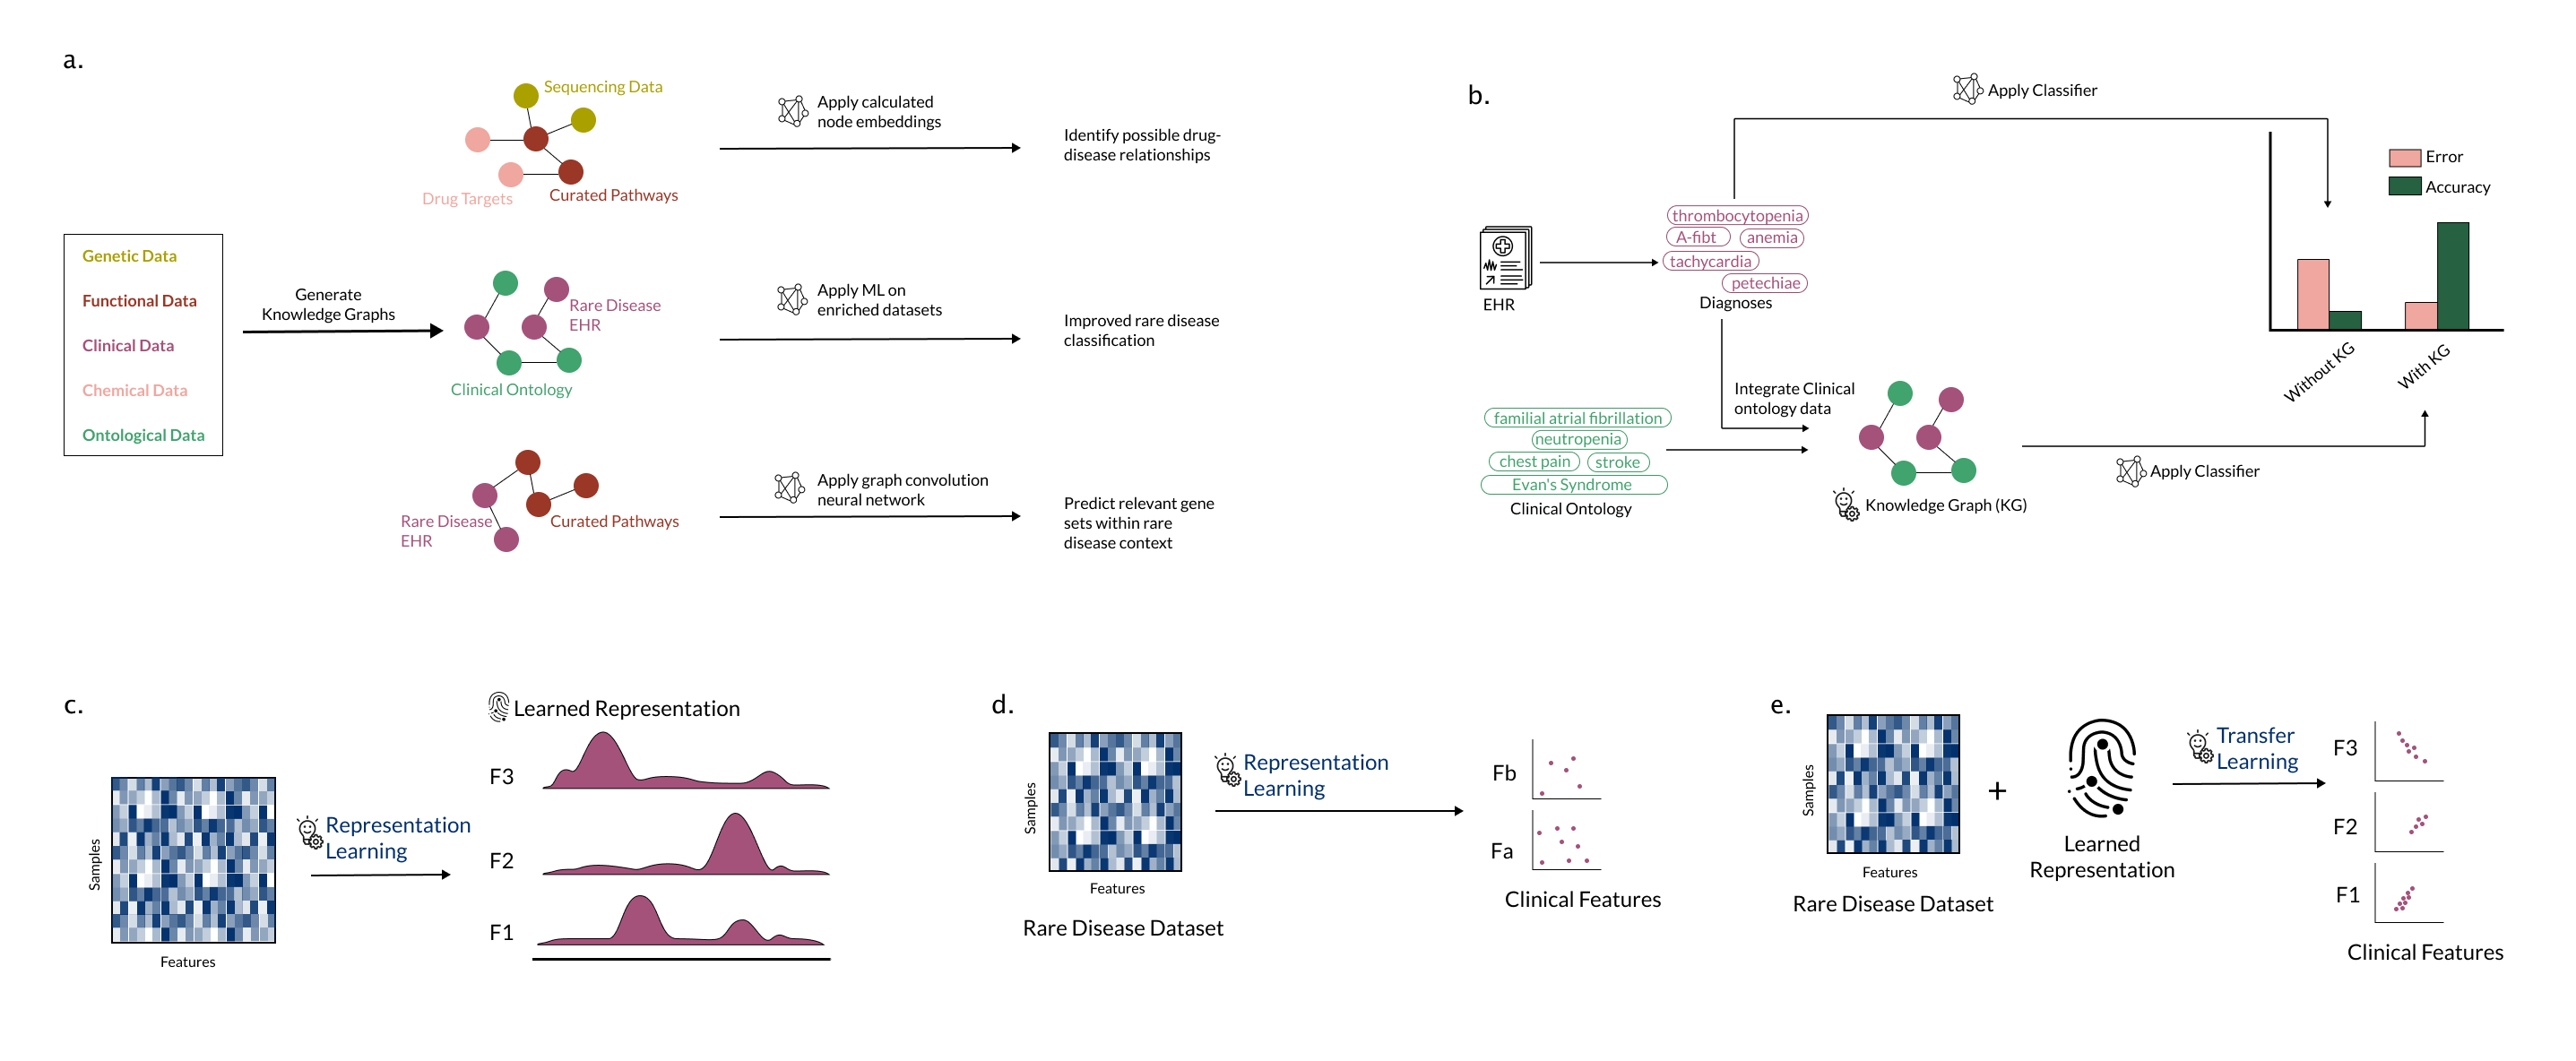 a.
Sequencing Data
Drug Targets
Curated Pathways
Apply calculated
node embeddings
Identify possible drug-
disease relationships
Genetic Data
Functional Data
Clinical Data
Chemical Data
Ontological Data
Generate
Knowledge Graphs
Rare Disease
EHR
Clinical Ontology
Apply ML on
enriched datasets
Improved rare disease
classification
Rare Disease
EHR
Curated Pathways
Apply graph convolution
neural network
Predict relevant gene
sets within rare
disease context
b.
Apply Classifier
EHR
thrombocytopenia
A-fibt
anemia
tachycardia
petechiae
Diagnoses
Error
Accuracy
Without KG
With KG
Integrate Clinical
ontology data
familial atrial fibrillation
neutropenia
chest pain
stroke
Evan's Syndrome
Clinical Ontology
Knowledge Graph (KG)
Apply Classifier
c.
Samples
Features
Representation
Learning
Learned Representation
F3
F2
F1
d.
Samples
Features
Rare Disease Dataset
Representation
Learning
Fb
Fa
Clinical Features
e.
Samples
Features
Rare Disease Dataset
+
Learned
Representation
Transfer
Learning
F3
F2
F1
Clinical Features